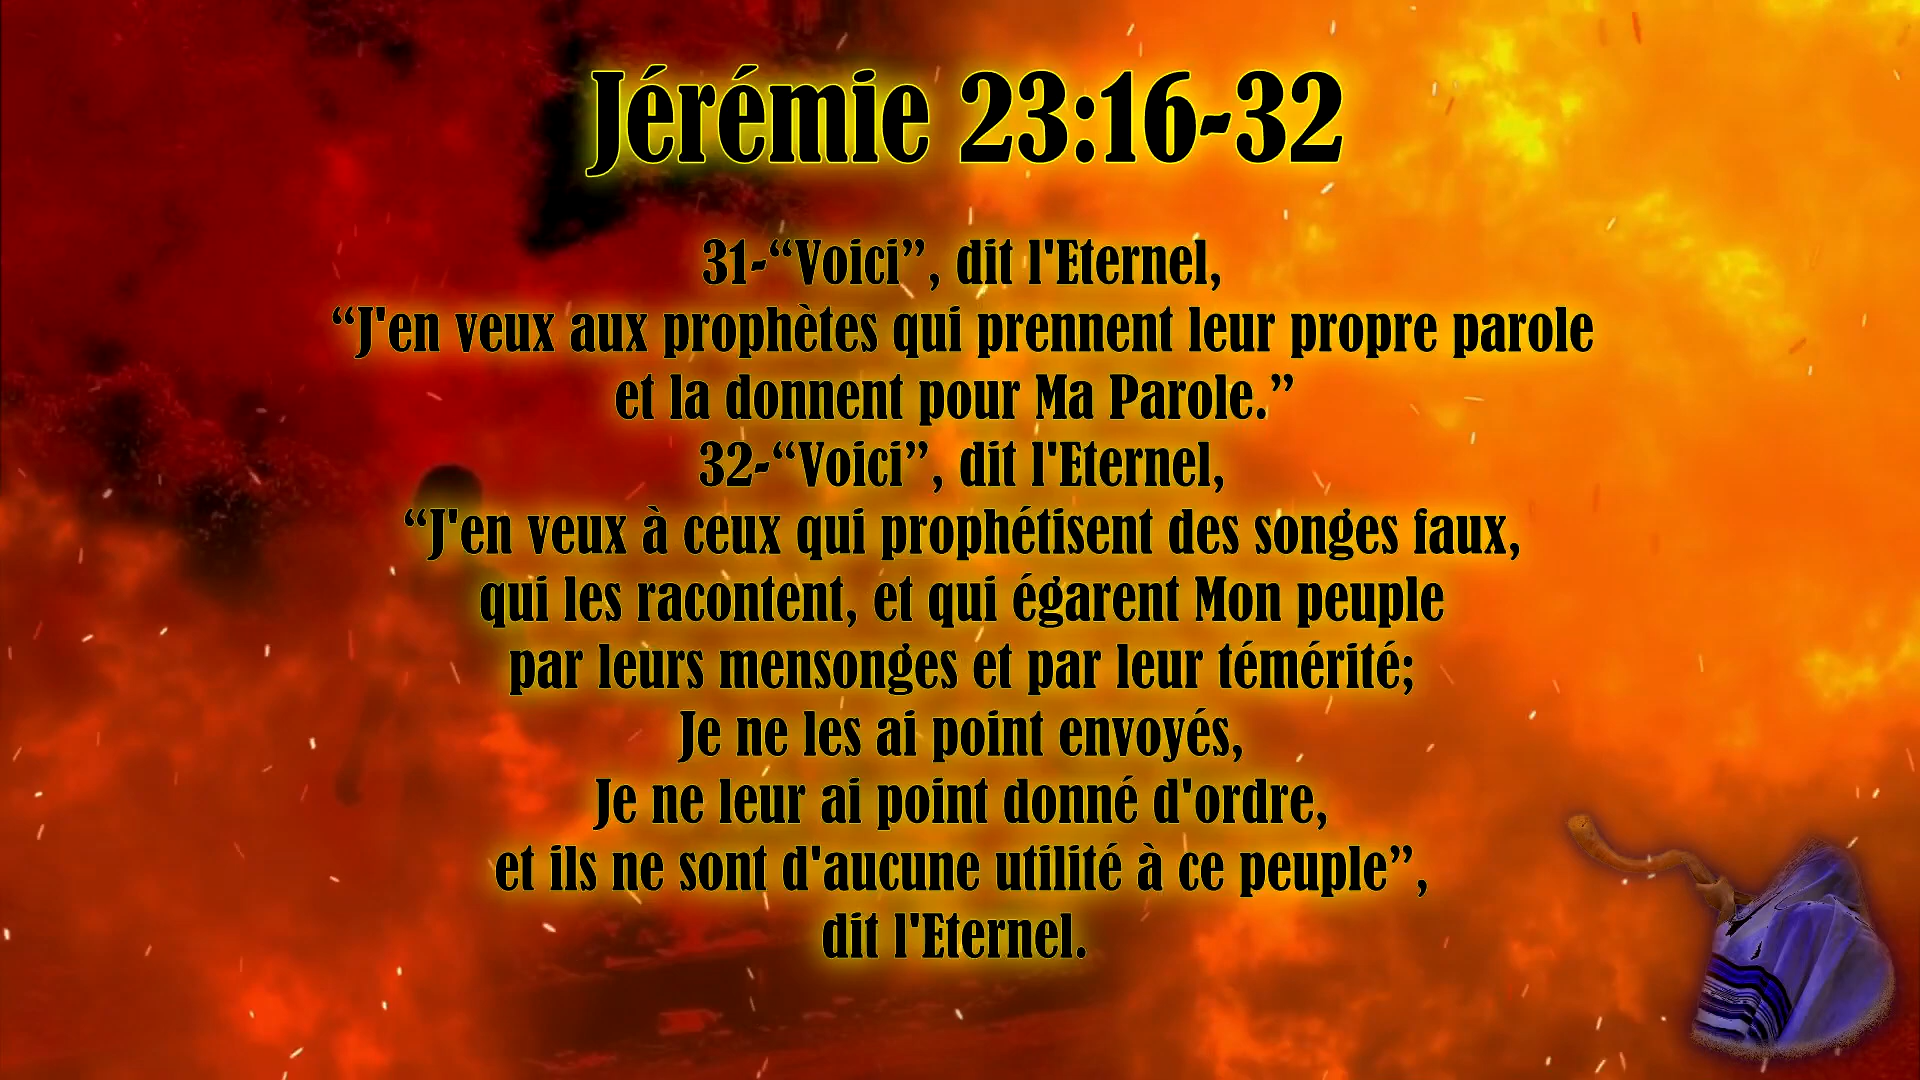 Jérémie 23:16-32
31-“Voici”, dit l'Eternel,
“J'en veux aux prophètes qui prennent leur propre parole
et la donnent pour Ma Parole.”
32-“Voici”, dit l'Eternel,
“J'en veux à ceux qui prophétisent des songes faux,
qui les racontent, et qui égarent Mon peuple
par leurs mensonges et par leur témérité;
Je ne les ai point envoyés,
Je ne leur ai point donné d'ordre,
et ils ne sont d'aucune utilité à ce peuple”,
dit l'Eternel.